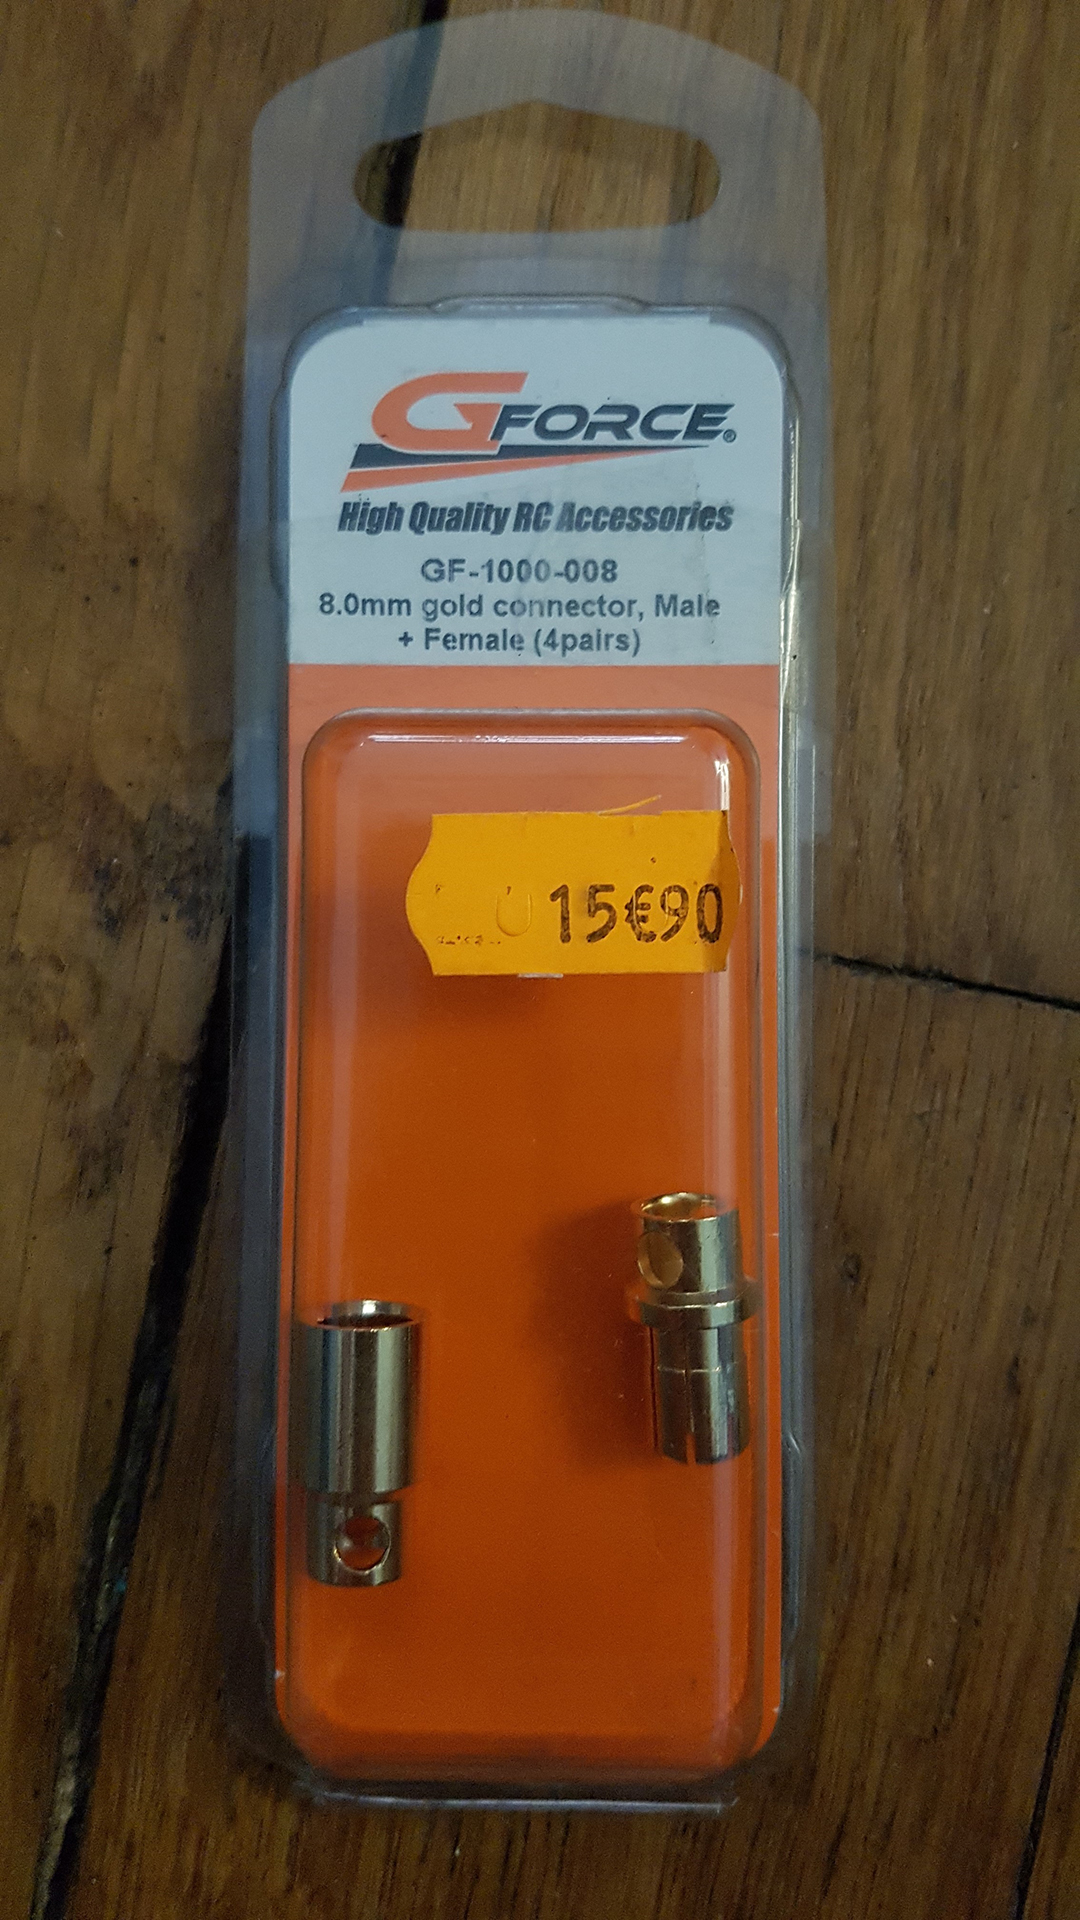 GFORCE®
High Quality RC Accessories
GF-1000-008
8.0mm gold connector, Male
+ Female (4pairs)
15€90